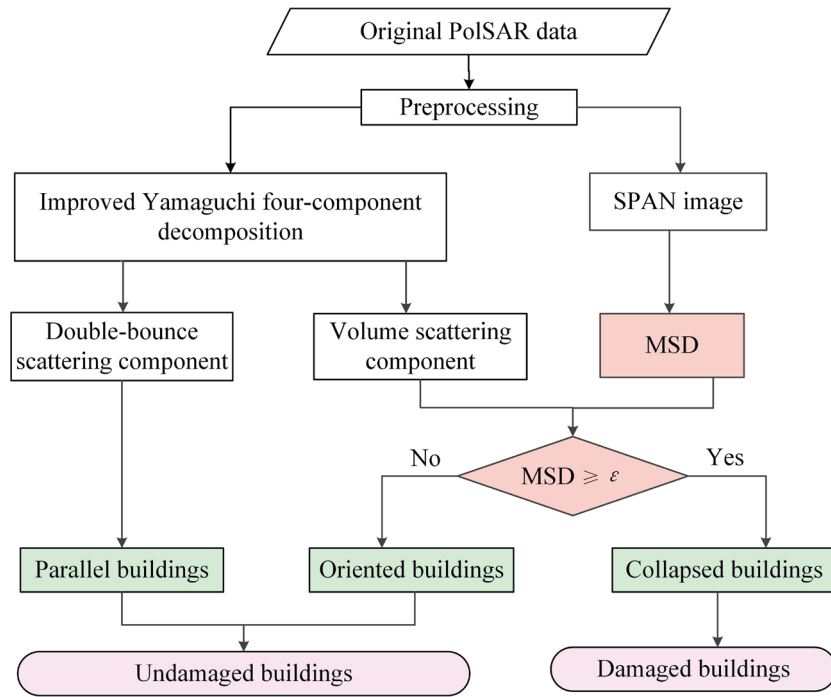 Original PolSAR data
Preprocessing
Improved Yamaguchi four-component
decomposition
SPAN image
Double-bounce
scattering component
Volume scattering
component
MSD
No
MSD ⩾ ε
Yes
Parallel buildings
Oriented buildings
Collapsed buildings
Undamaged buildings
Damaged buildings